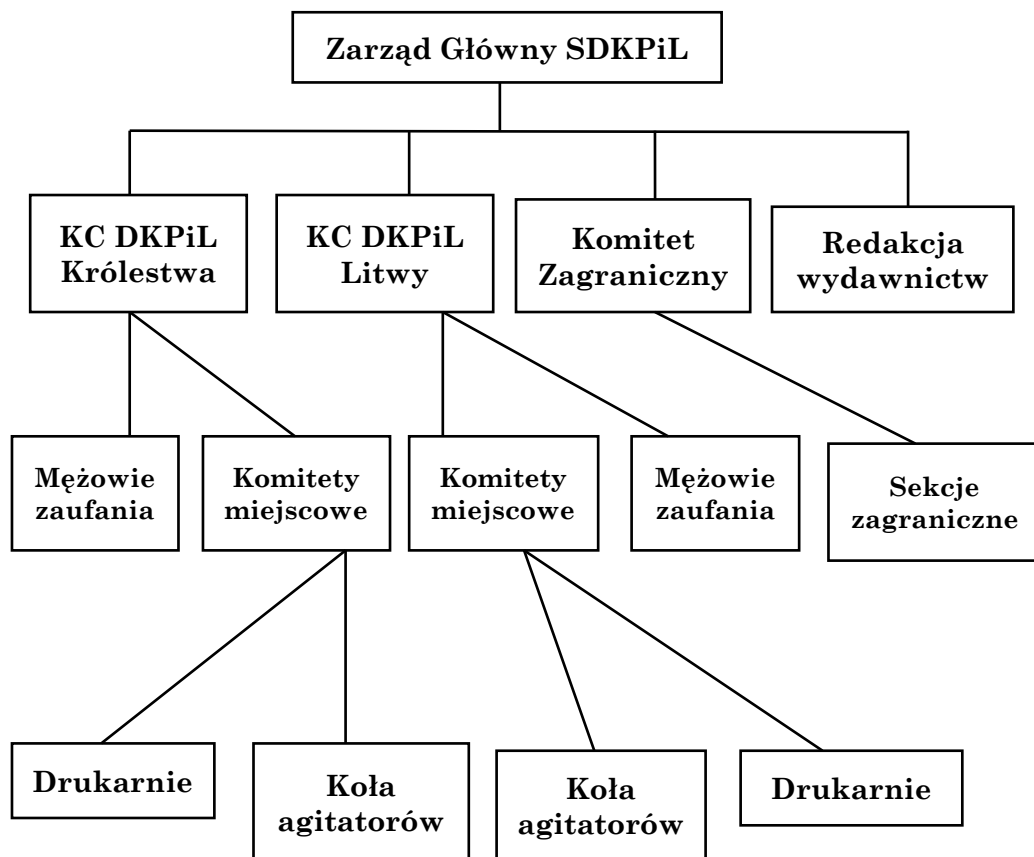 Zarząd Główny SDKPiL
KC DKPiL
Królestwa
KC DKPiL
Litwy
Komitet
Zagraniczny
Redakcja
wydawnictw
Mężowie
zaufania
Komitety
miejscowe
Komitety
miejscowe
Mężowie
zaufania
Sekcje
zagraniczne
Drukarnie
Koła
agitatorów
Koła
agitatorów
Drukarnie